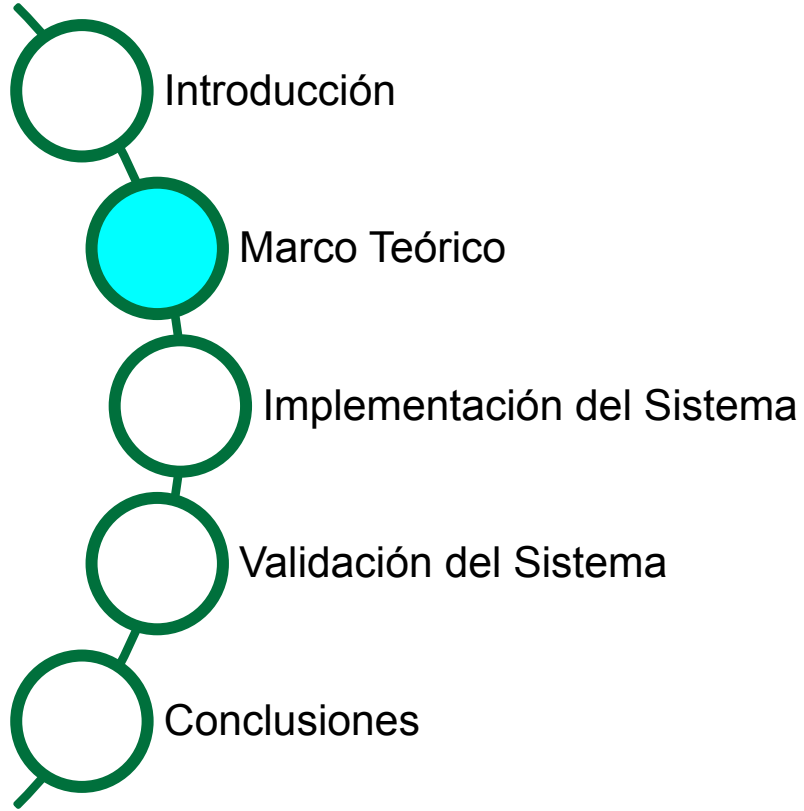 Introducción
Marco Teórico
Implementación del Sistema
Validación del Sistema
Conclusiones